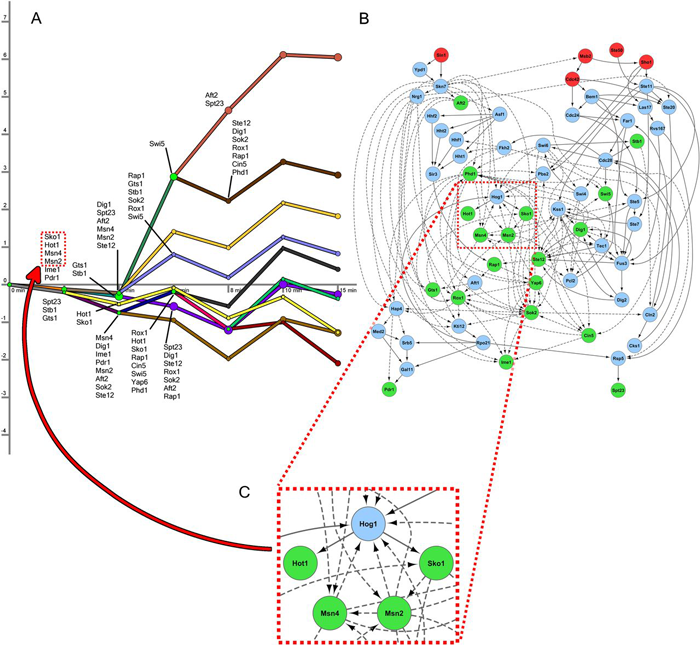 A
6
5
4
3
2
1
0
-1
-2
-3
-4
0 min
8 min
10 min
15 min
Aft2
Spt23
Ste12
Dig1
Sok2
Rox1
Rap1
Cin5
Phd1
Swi5
Rap1
Gts1
Stb1
Sok2
Rox1
Swi5
Dig1
Spt23
Aft2
Msn4
Msn2
Ste12
Sko1
Hot1
Msn4
Msn2
Ime1
Pdr1
Gts1
Stb1
Spt23
Stb1
Gts1
Hot1
Sko1
Msn4
Dig1
Ime1
Pdr1
Msn2
Aft2
Sok2
Ste12
Rox1
Hot1
Sko1
Rap1
Cin5
Swi5
Yap6
Phd1
Spt23
Dig1
Ste12
Rox1
Sok2
Aft2
Rap1
B
Sln1
Ypd1
Skn7
Nrg1
Aft2
Msb2
Ste50
Sho1
Cdc42
Ste11
Bem1
Cdc24
Las17
Ste20
Far1
Rvs167
Stb1
Hhf2
Hht2
Aaf1
Hhf1
Hht1
Fkh2
Swi6
Cdc28
Sir3
Phd1
Pbs2
Hog1
Hot1
Sko1
Msn4
Msn2
Swi4
Swi5
Kss1
Ste5
Ste7
Dig1
Tec1
Fus3
Ste12
Rap1
Yap6
Pcl2
Gts1
Aft1
Rox1
Sok2
Dig2
Hap4
Cln2
Med2
Kti12
Cin5
Srb5
Rpo21
Cks1
Gal11
Ime1
Rsp5
Pdr1
Spt23
C
Hog1
Hot1
Sko1
Msn4
Msn2